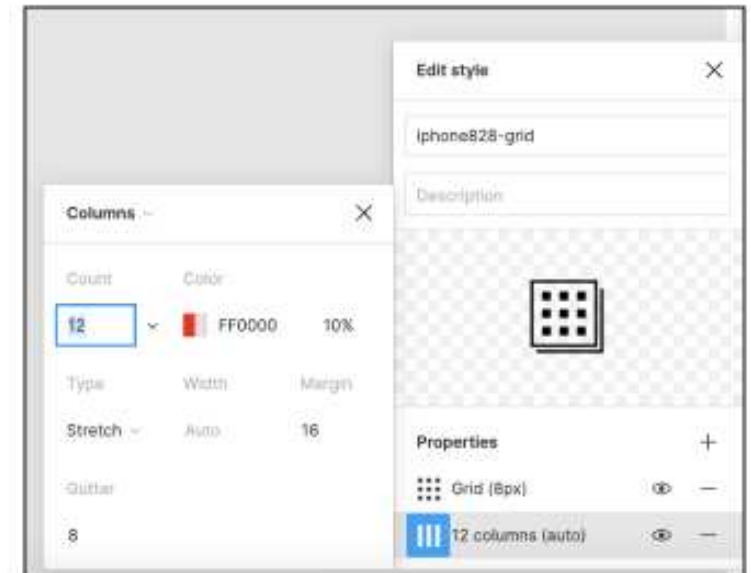 Edit style
iphone828-grid
Description
Columns
Count Color
12 FF0000 10%
Type Width Margin
Stretch Auto 16
Gutter
8
Properties
Grid (8px)
12 columns (auto)